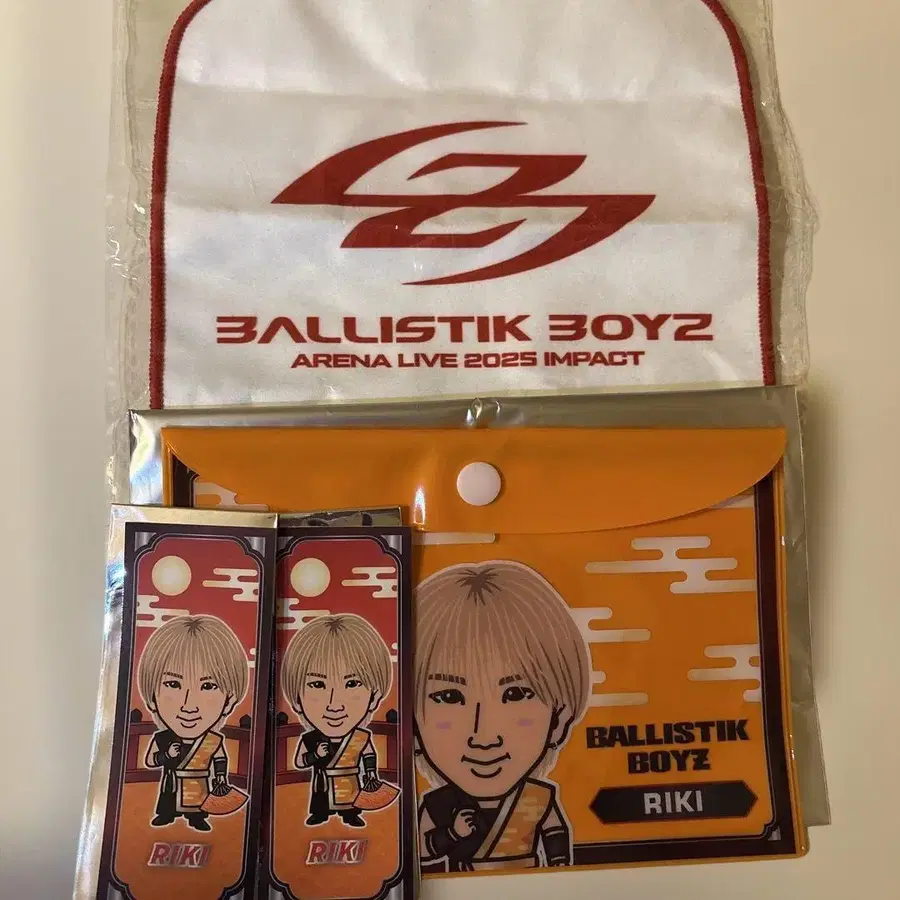 BALLISTIK BOYZ
ARENA LIVE 2025 IMPACT
BALLISTIK
BOYZ
RIKI
RIKI
RIKI